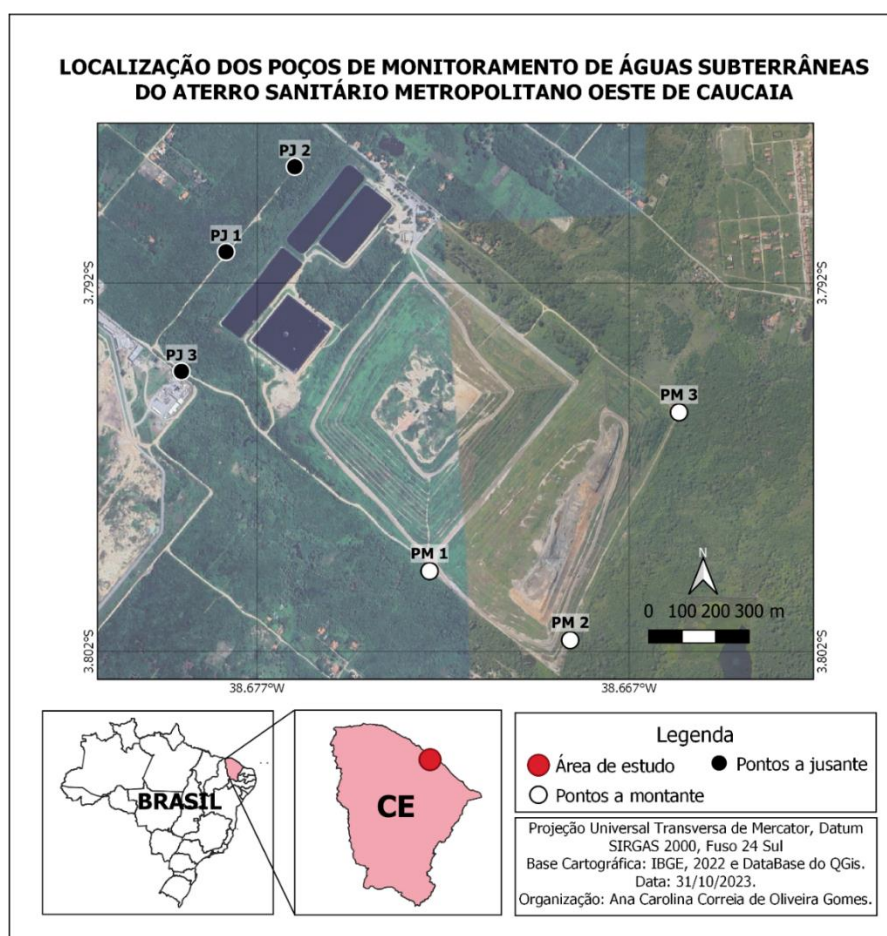 LOCALIZAÇÃO DOS POÇOS DE MONITORAMENTO DE ÁGUAS SUBTERRÂNEAS
DO ATERRO SANITÁRIO METROPOLITANO OESTE DE CAUCAIA
PJ 2
PJ 1
3.792°S
3.792°S
PJ 3
PM 3
PM 1
N
PM 2
0 100 200 300 m
3.802°S
3.802°S
38.677°W
38.667°W
BRASIL
CE
Legenda
Área de estudo
Pontos a jusante
Pontos a montante
Projeção Universal Transversa de Mercator, Datum
SIRGAS 2000, Fuso 24 Sul
Base Cartográfica: IBGE, 2022 e DataBase do QGis.
Data: 31/10/2023.
Organização: Ana Carolina Correia de Oliveira Gomes.